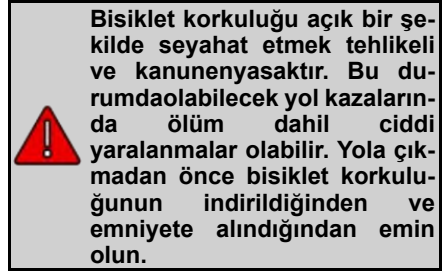 Bisiklet korkuluğu açık bir şe-
kilde seyahat etmek tehlikeli
ve kanunenyasaktır. Bu du-
rumdaolabilecek yol kazaların-
da ölüm dahil ciddi
yaralanmalar olabilir. Yola çık-
madan önce bisiklet korkulu-
ğunun indirildiğinden ve
emniyete alındığından emin
olun.